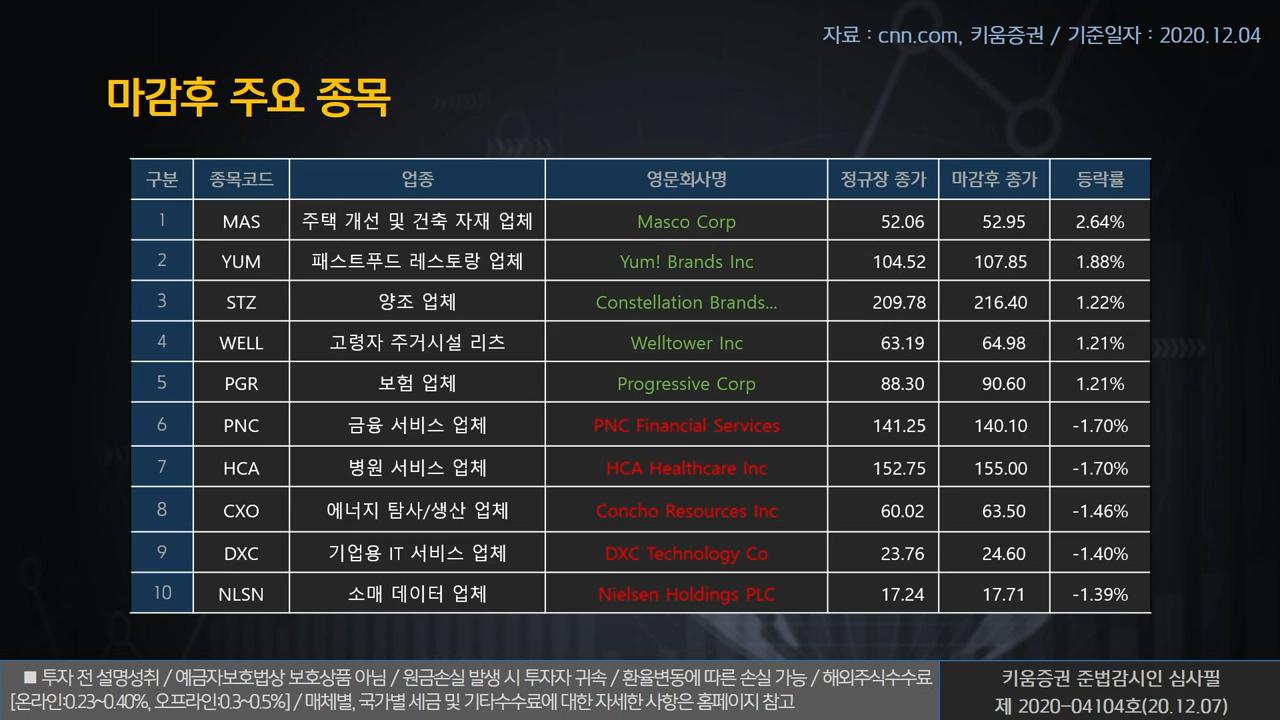 자료 : cnn.com, 키움증권 / 기준일자 : 2020.12.04
마감후 주요 종목
구분 종목코드 업종 영문회사명 정규장 종가 마감후 종가 등락률
1 MAS 주택 개선 및 건축 자재 업체 Masco Corp 52.06 52.95 2.64%
2 YUM 패스트푸드 레스토랑 업체 Yum! Brands Inc 104.52 107.85 1.88%
3 STZ 양조 업체 Constellation Brands... 209.78 216.40 1.22%
4 WELL 고령자 주거시설 리츠 Welltower Inc 63.19 64.98 1.21%
5 PGR 보험 업체 Progressive Corp 88.30 90.60 1.21%
6 PNC 금융 서비스 업체 PNC Financial Services 141.25 140.10 -1.70%
7 HCA 병원 서비스 업체 HCA Healthcare Inc 152.75 155.00 -1.70%
8 CXO 에너지 탐사/생산 업체 Concho Resources Inc 60.02 63.50 -1.46%
9 DXC 기업용 IT 서비스 업체 DXC Technology Co 23.76 24.60 -1.40%
10 NLSN 소매 데이터 업체 Nielsen Holdings PLC 17.24 17.71 -1.39%
■ 투자 전 설명성취 / 예금자보호법상 보호상품 아님 / 원금손실 발생 시 투자자 귀속 / 환율변동에 따른 손실 가능 / 해외주식수수료
[온라인:0.23~0.40%, 오프라인:0.3~0.5%] / 매체별, 국가별 세금 및 기타수수료에 대한 자세한 사항은 홈페이지 참고
키움증권 준법감시인 심사필
제 2020-04104호(20.12.07)